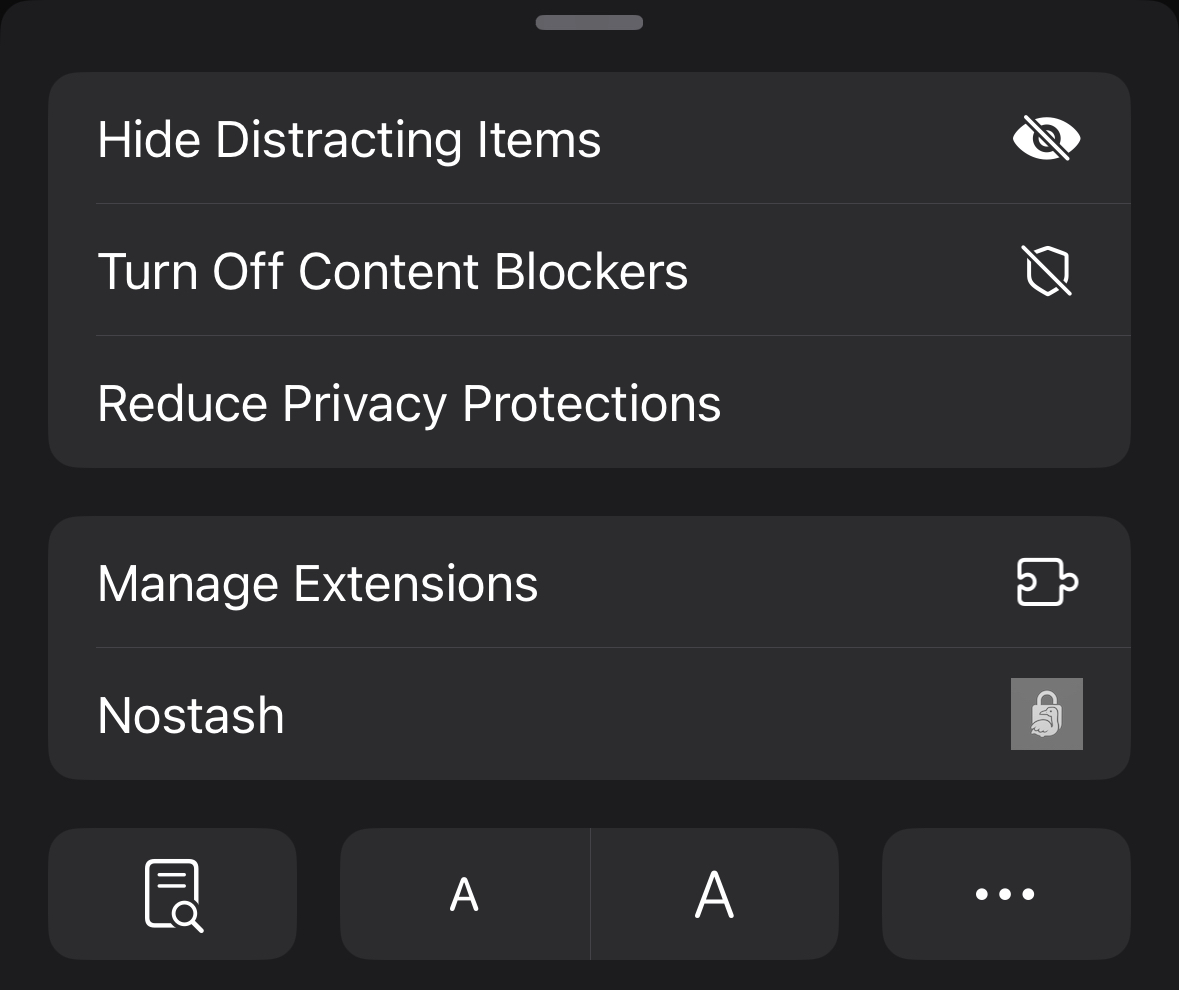 Hide Distracting Items
Turn Off Content Blockers
Reduce Privacy Protections
Manage Extensions
Nostash
A A